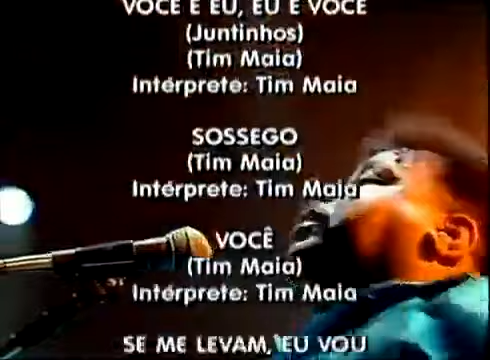 VOCÊ E EU, EU E VOCÊ
(Juntinhos)
(Tim Maia)
Intérprete: Tim Maia
SOSSEGO
(Tim Maia)
Intérprete: Tim Maia
VOCÊ
(Tim Maia)
Intérprete: Tim Maia
SE ME LEVAM, EU VOU